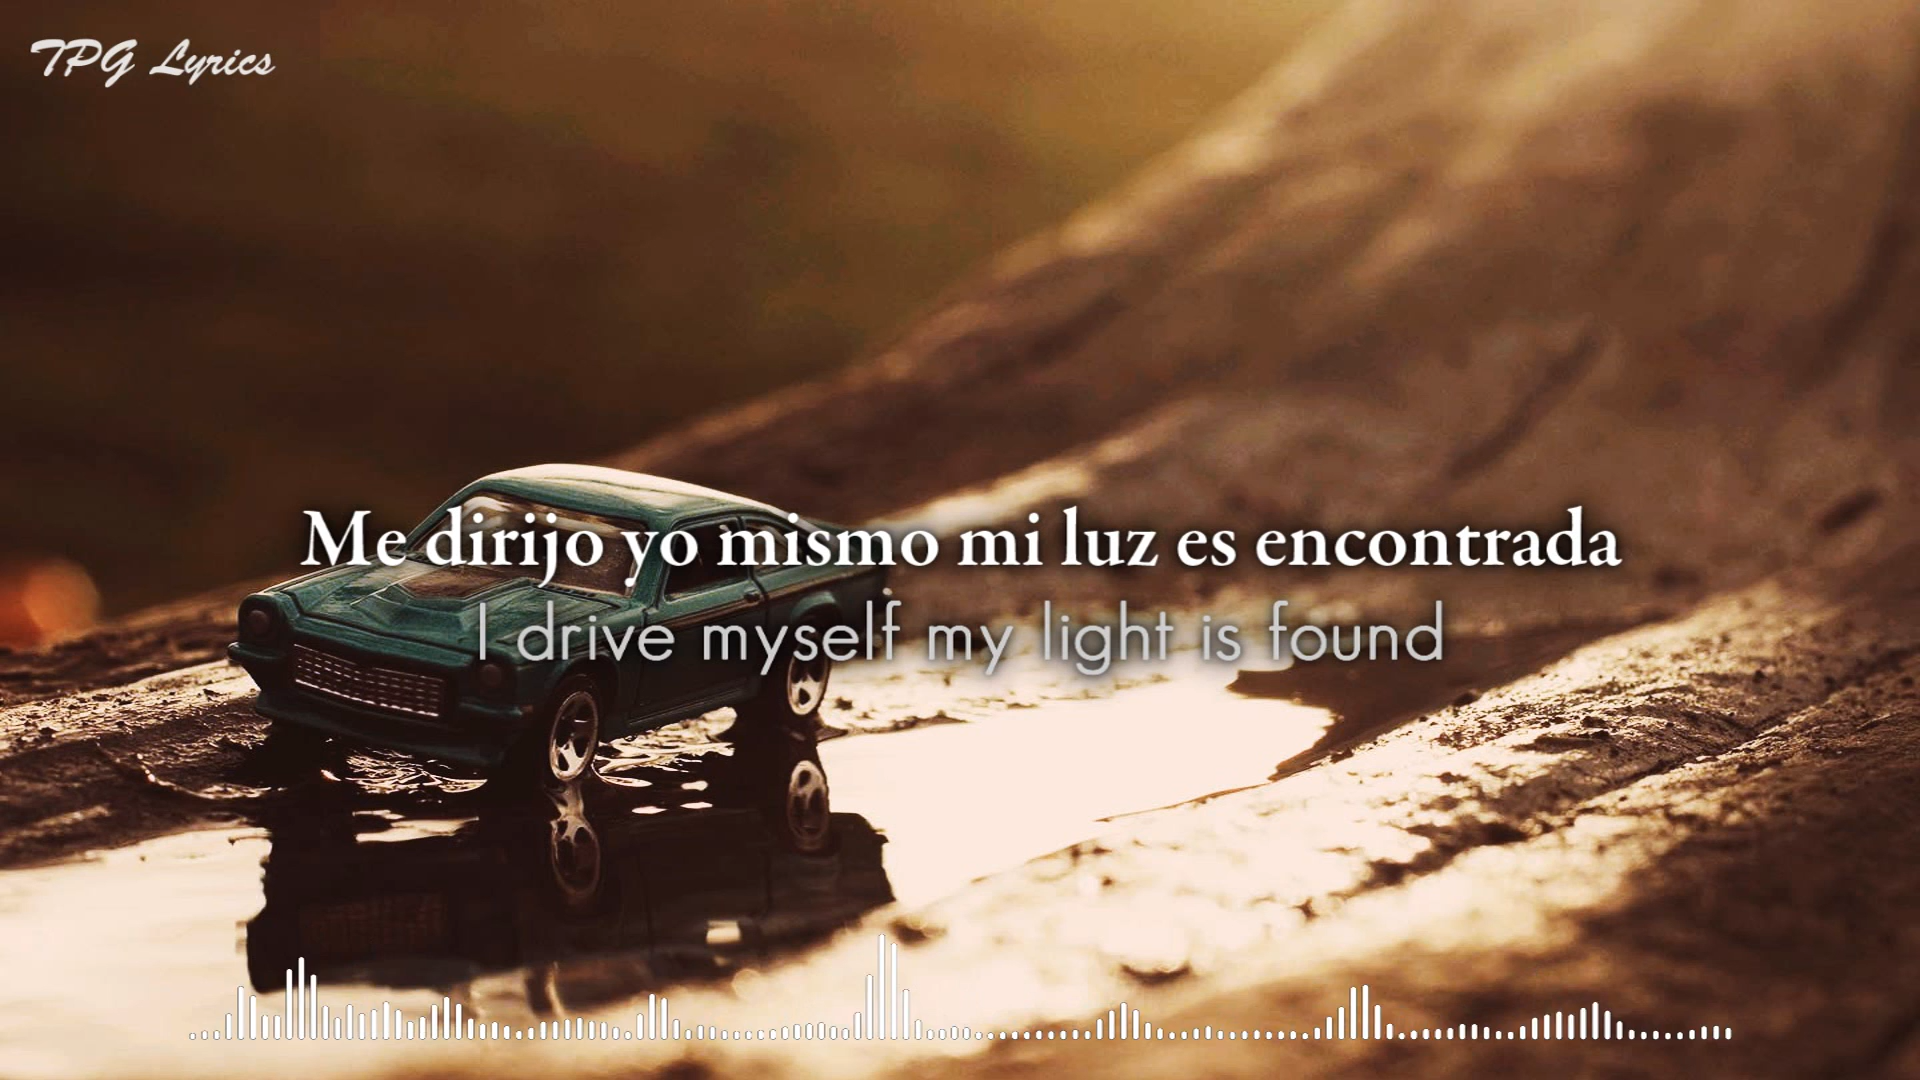 TPG Lyrics
Me dirijo yo mismo mi luz es encontrada
I drive myself my light is found